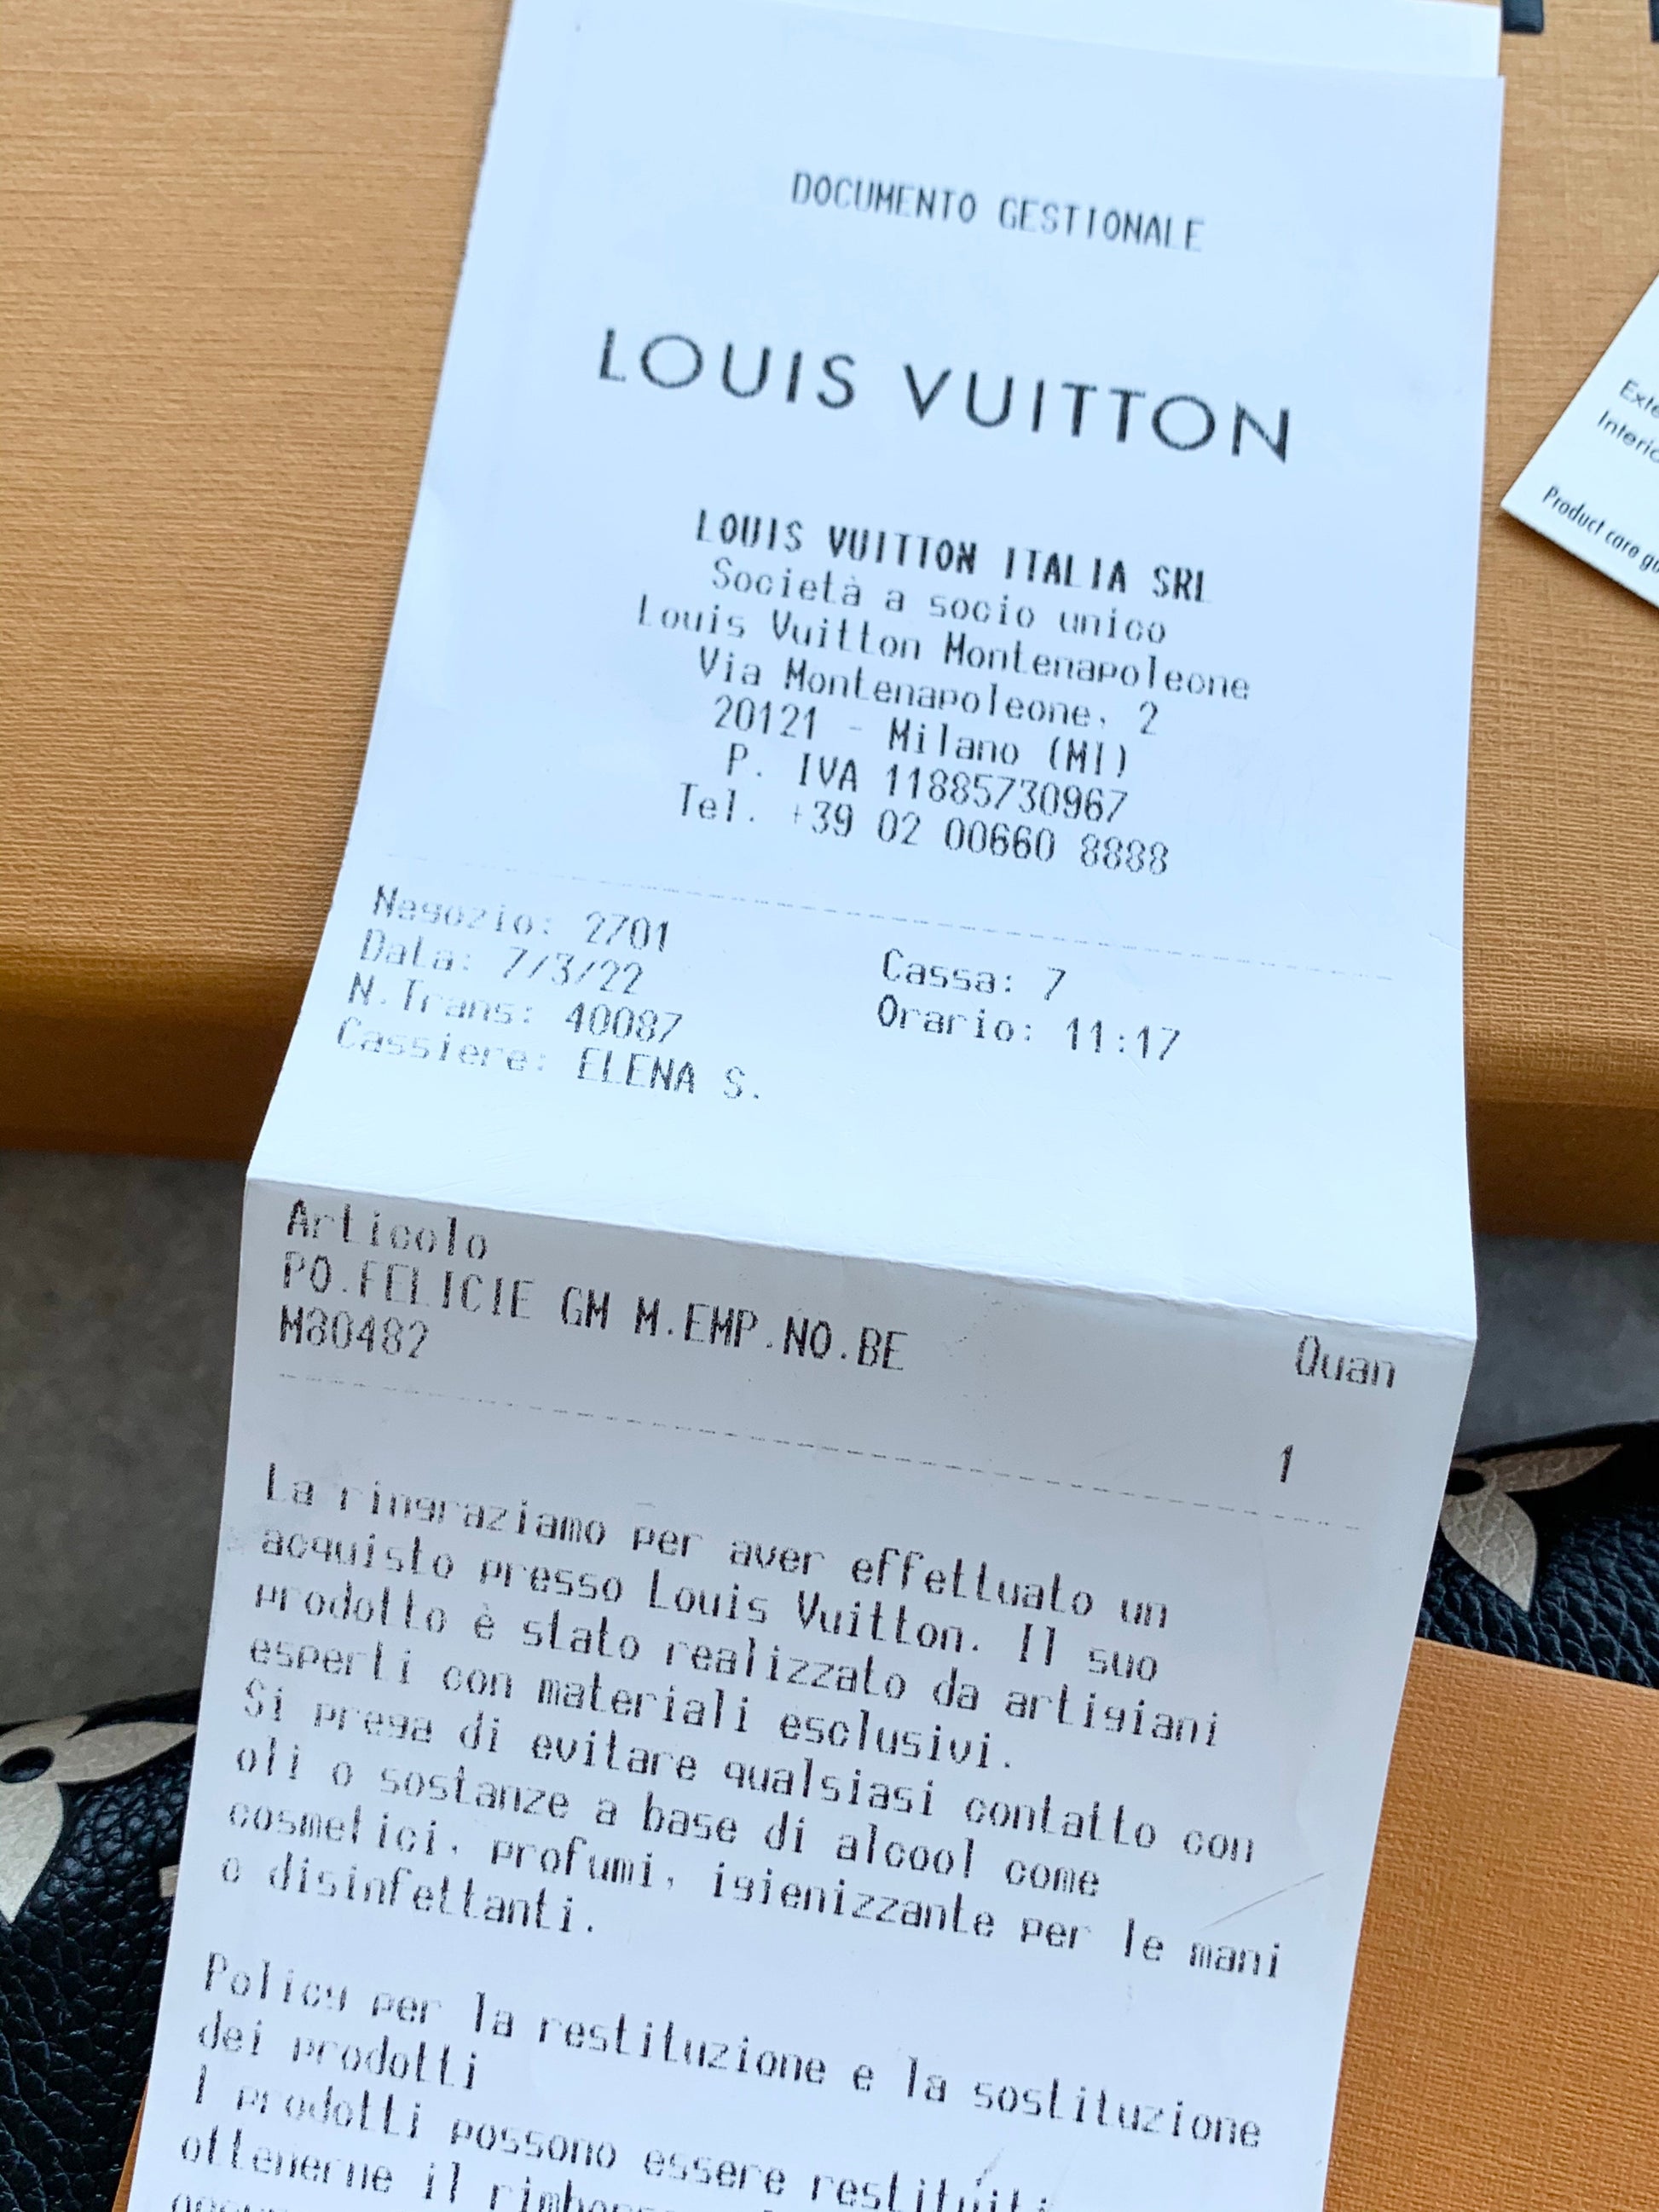 DOCUMENTO GESTIONALE
LOUIS VUITTON
LOUIS VUITTON ITALIA SRL
Società a socio unico
Louis Vuitton Montenapoleone
Via Montenapoleone, 2
20121 - Milano (MI)
P. IVA 11885730967
Tel. +39 02 00660 8888
Negozio: 2701
Cassa: 7
Data: 7/3/22
Orario: 11:17
N.Trans: 40087
Cassiere: ELENA S.
Articolo
Quan
PO.FELICIE GM M.EMP.NO.BE
M80482
1
La ringraziamo per aver effettuato un
acquisto presso Louis Vuitton. Il suo
prodotto è stato realizzato da artigiani
esperti con materiali esclusivi.
Si prega di evitare qualsiasi contatto con
oli o sostanze a base di alcool come
cosmetici, profumi, igienizzante per le mani
o disinfettanti.
Policy per la restituzione e la sostituzione
dei prodotti
I prodotti possono essere restituiti
ottenerne il
Product care